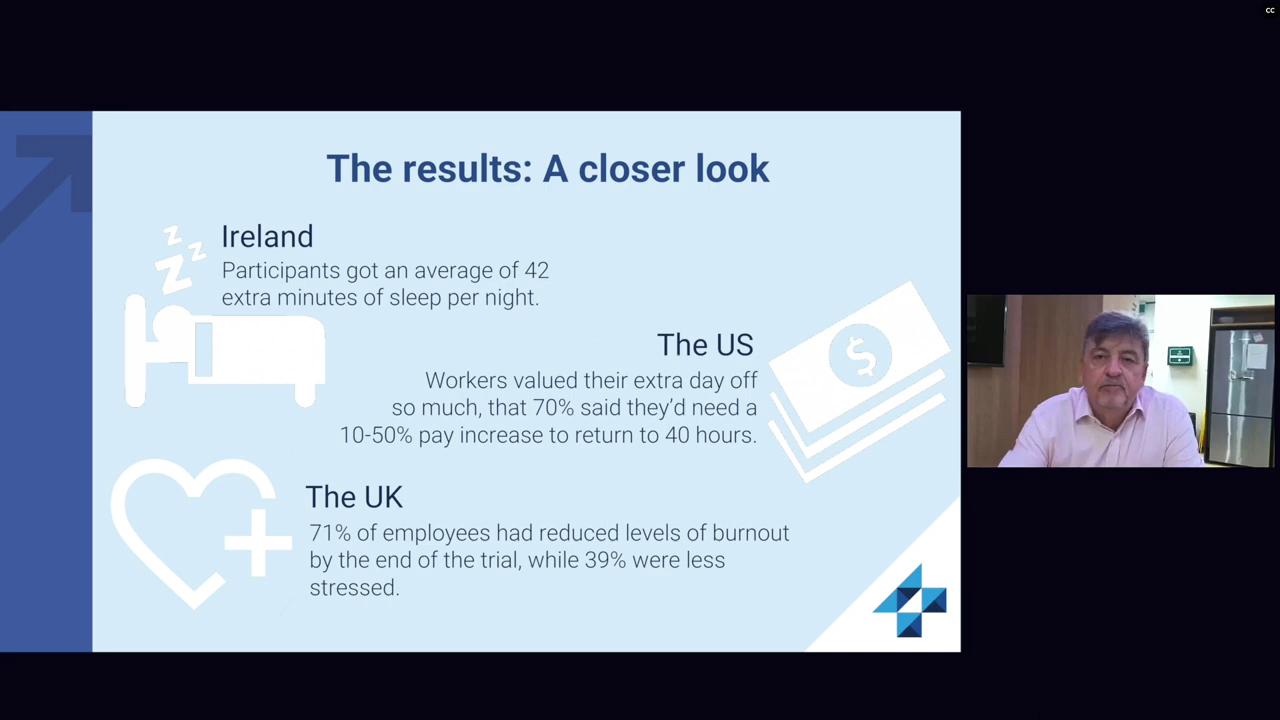 CC
The results: A closer look
Z
Z
Z
Ireland
Participants got an average of 42
extra minutes of sleep per night.
The US
Workers valued their extra day off
so much, that 70% said they’d need a
10-50% pay increase to return to 40 hours.
$
The UK
71% of employees had reduced levels of burnout
by the end of the trial, while 39% were less
stressed.